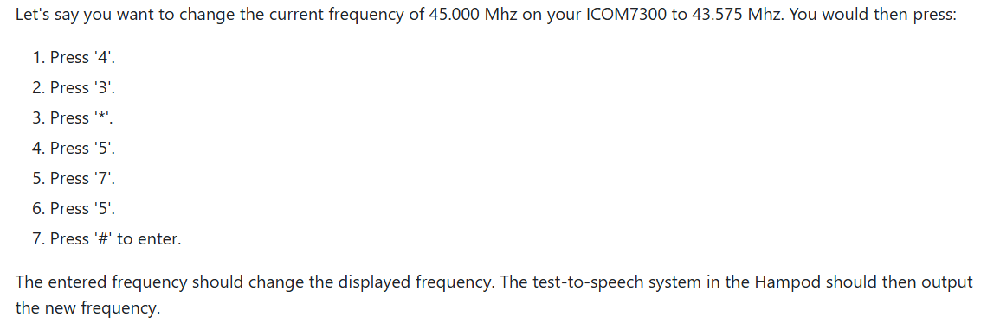 Let's say you want to change the current frequency of 45.000 Mhz on your ICOM7300 to 43.575 Mhz. You would then press:
1. Press '4'.
2. Press '3'.
3. Press '*'.
4. Press '5'.
5. Press '7'.
6. Press '5'.
7. Press '#' to enter.
The entered frequency should change the displayed frequency. The test-to-speech system in the Hampod should then output
the new frequency.